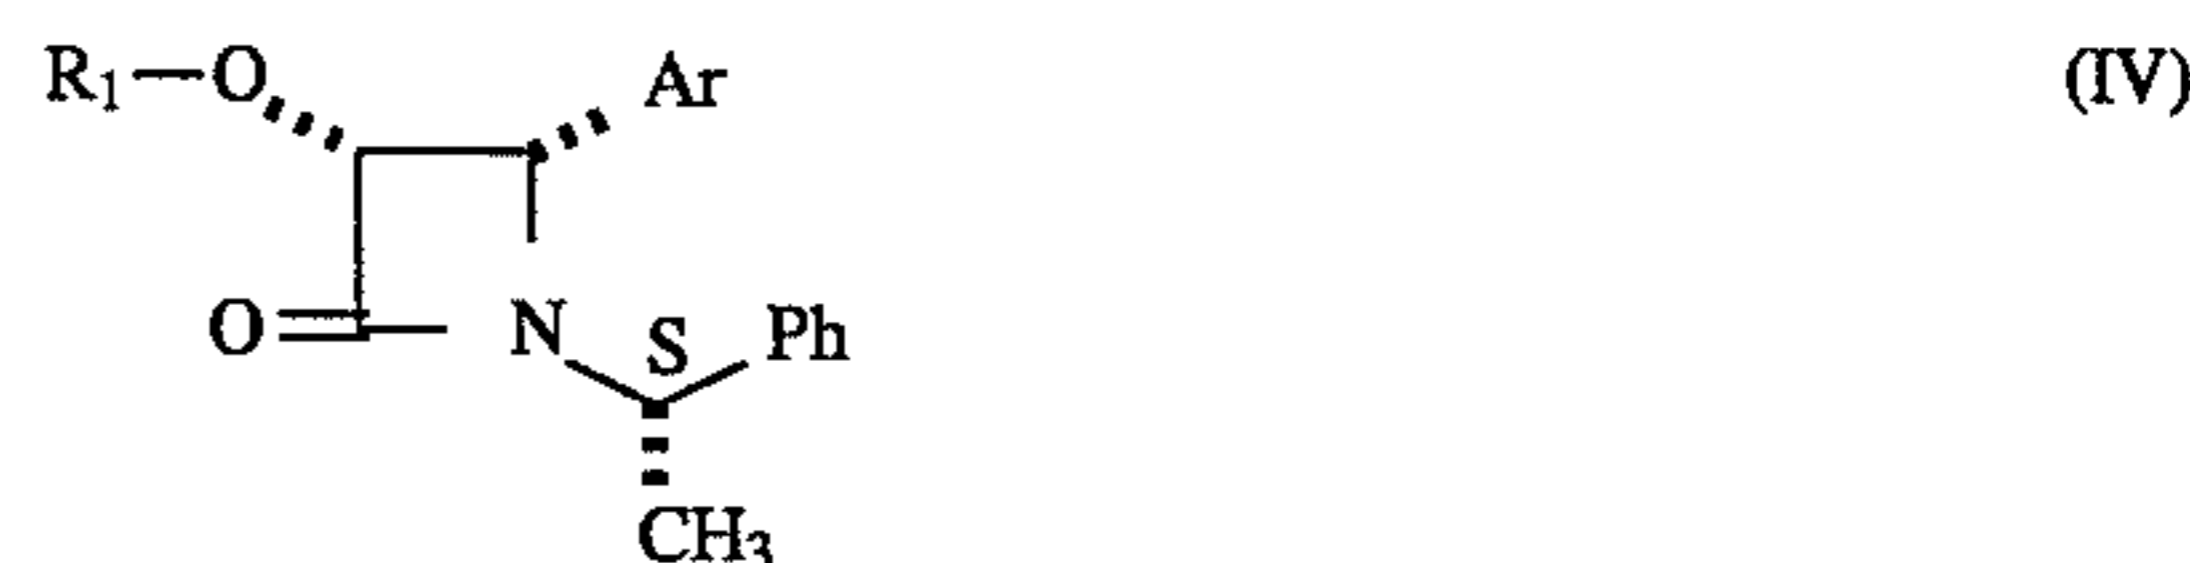 R1—O Ar (IV)
O N S Ph
CH3